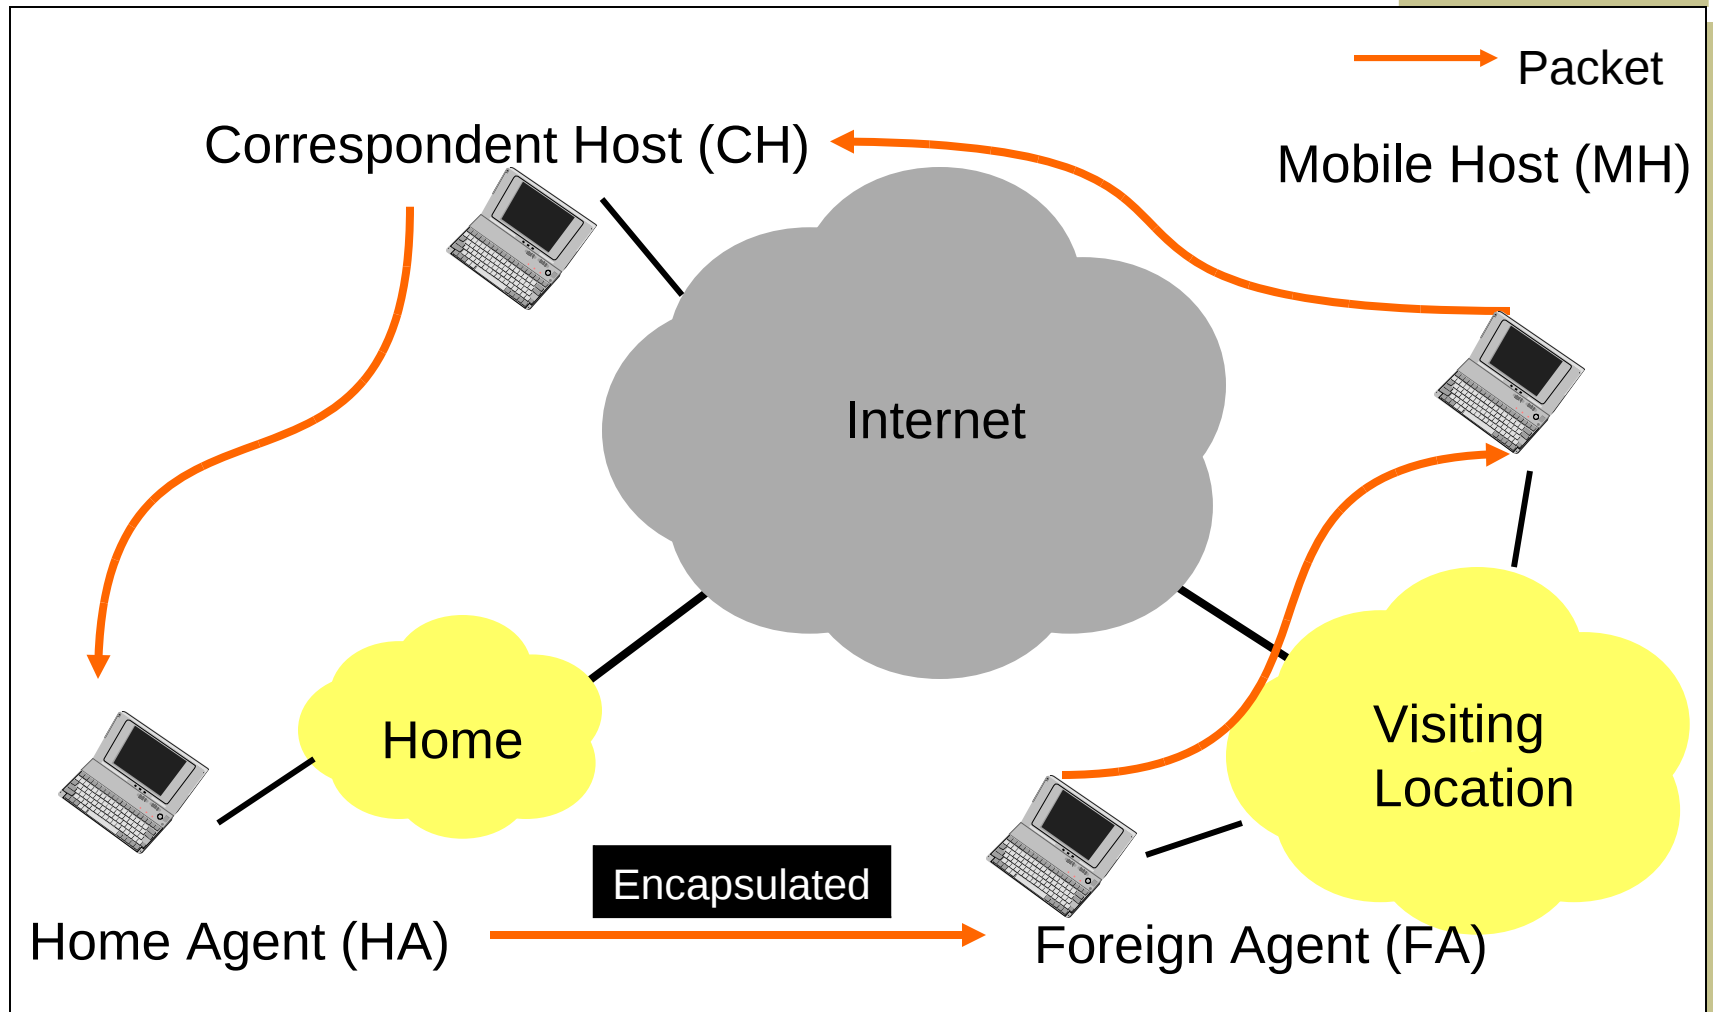 Packet
Correspondent Host (CH)
Mobile Host (MH)
Internet
Home
Visiting
Location
Encapsulated
Home Agent (HA)
Foreign Agent (FA)